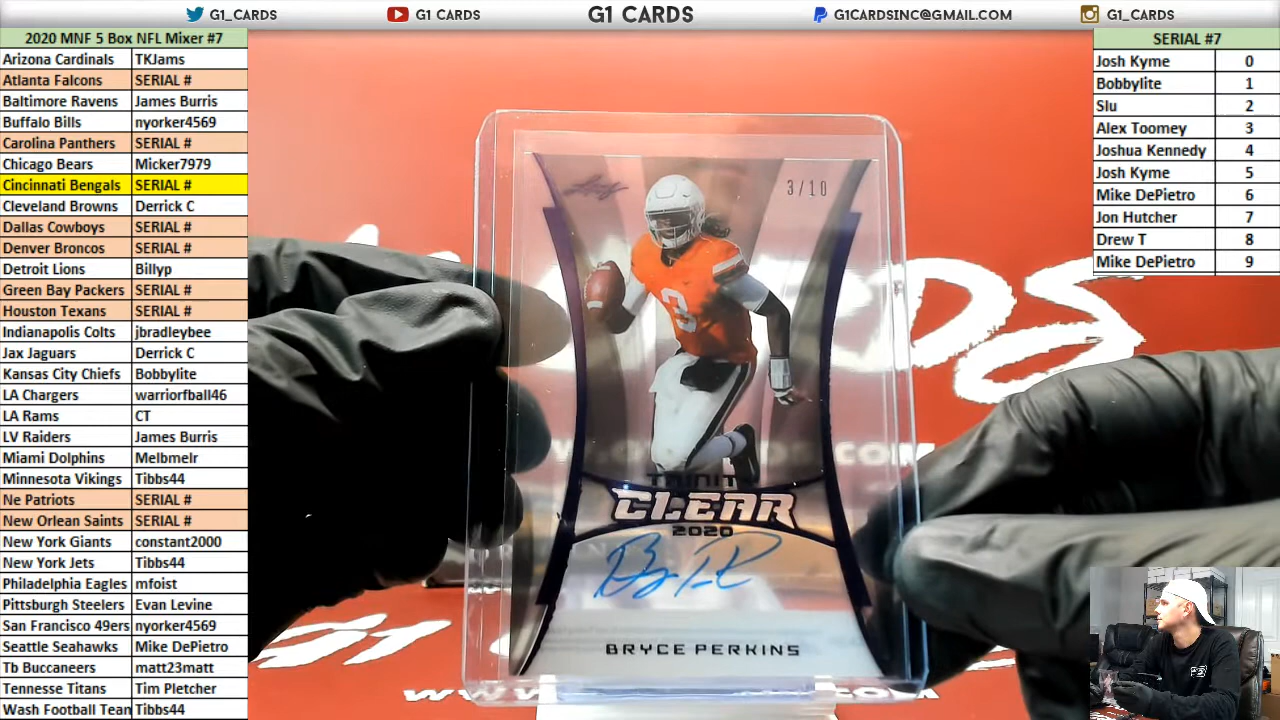 G1_CARDS
G1 CARDS
G1 CARDS
G1CARDSINC@GMAIL.COM
G1_CARDS
2020 MNF 5 Box NFL Mixer #7
Arizona Cardinals TKJams
Atlanta Falcons SERIAL #
Baltimore Ravens James Burris
Buffalo Bills nyorker4569
Carolina Panthers SERIAL #
Chicago Bears Micker7979
Cincinnati Bengals SERIAL #
Cleveland Browns Derrick C
Dallas Cowboys SERIAL #
Denver Broncos SERIAL #
Detroit Lions Billyp
Green Bay Packers SERIAL #
Houston Texans SERIAL #
Indianapolis Colts jbradleybee
Jax Jaguars Derrick C
Kansas City Chiefs Bobbylite
LA Chargers warriorfball46
LA Rams CT
LV Raiders James Burris
Miami Dolphins Melbmelr
Minnesota Vikings Tibbs44
Ne Patriots SERIAL #
New Orlean Saints SERIAL #
New York Giants constant2000
New York Jets Tibbs44
Philadelphia Eagles mfoist
Pittsburgh Steelers Evan Levine
San Francisco 49ers nyorker4569
Seattle Seahawks Mike DePietro
Tb Buccaneers matt23matt
Tennesse Titans Tim Pletcher
Wash Football Team Tibbs44
3/10
3
TRINITY
CLEAR
2020
BRYCE PERKINS
SERIAL #7
Josh Kyme 0
Bobbylite 1
Slu 2
Alex Toomey 3
Joshua Kennedy 4
Josh Kyme 5
Mike DePietro 6
Jon Hutcher 7
Drew T 8
Mike DePietro 9